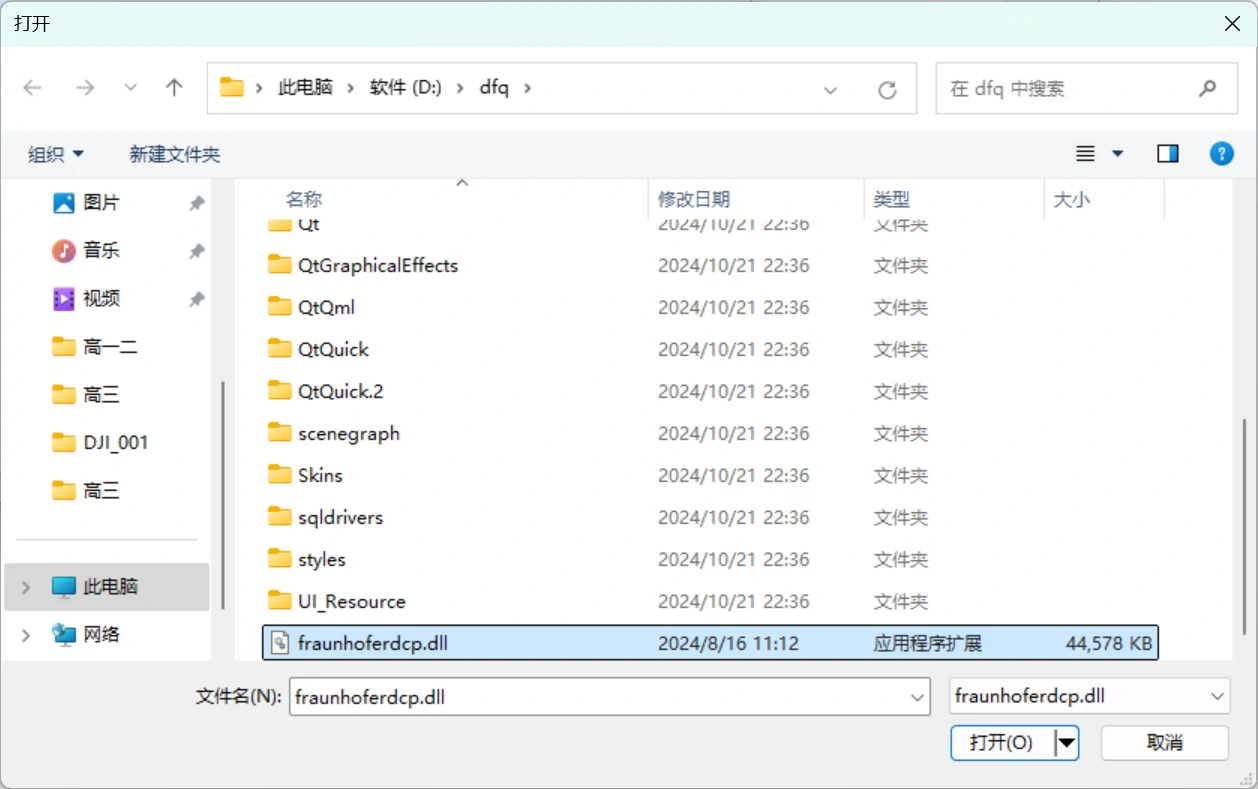 打开
此电脑 软件 (D:) dfq
在 dfq 中搜索
组织 新建文件夹
图片
音乐
视频
高一二
高三
DJI_001
高三
此电脑
网络
名称 修改日期 类型 大小
Qt 2024/10/21 22:36 文件夹
QtGraphicalEffects 2024/10/21 22:36 文件夹
QtQml 2024/10/21 22:36 文件夹
QtQuick 2024/10/21 22:36 文件夹
QtQuick.2 2024/10/21 22:36 文件夹
scenegraph 2024/10/21 22:36 文件夹
Skins 2024/10/21 22:36 文件夹
sqldrivers 2024/10/21 22:36 文件夹
styles 2024/10/21 22:36 文件夹
UI_Resource 2024/10/21 22:36 文件夹
fraunhoferdcp.dll 2024/8/16 11:12 应用程序扩展 44,578 KB
文件名(N): fraunhoferdcp.dll fraunhoferdcp.dll
打开(O) 取消